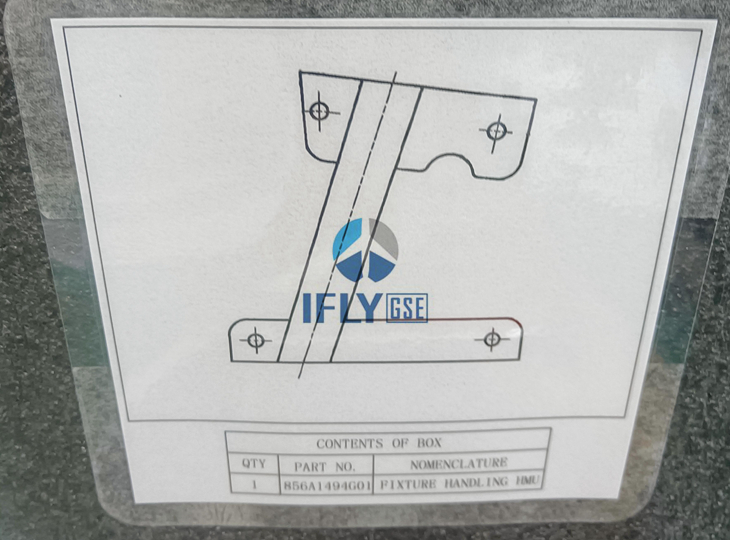 IFLY GSE
CONTENTS OF BOX
QTY PART NO. NOMENCLATURE
1 856A1494G01 FIXTURE HANDLING HMU